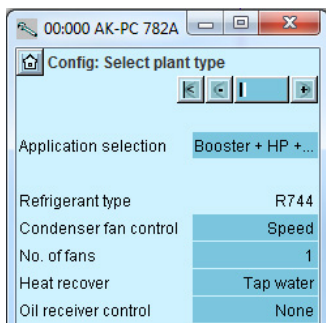 00:000 AK-PC 782A
Config: Select plant type
Application selection Booster + HP +...
Refrigerant type R744
Condenser fan control Speed
No. of fans 1
Heat recover Tap water
Oil receiver control None